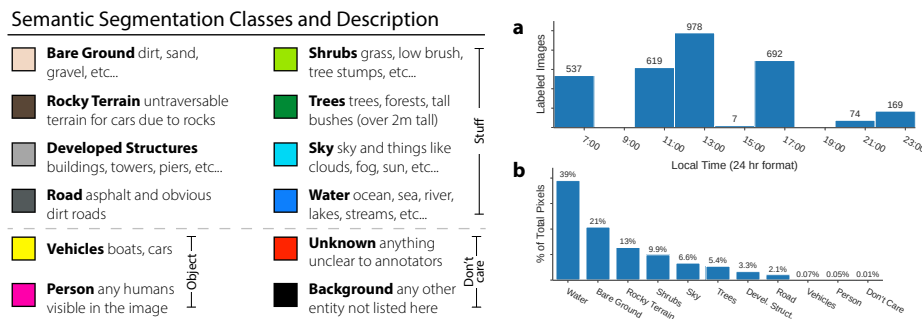 Semantic Segmentation Classes and Description
Bare Ground dirt, sand,
gravel, etc...
Rocky Terrain untraversable
terrain for cars due to rocks
Developed Structures
buildings, towers, piers, etc...
Road asphalt and obvious
dirt roads
Shrubs grass, low brush,
tree stumps, etc...
Trees trees, forests, tall
bushes (over 2m tall)
Sky sky and things like
clouds, fog, sun, etc...
Water ocean, sea, river,
lakes, streams, etc...
Stuff
Vehicles boats, cars
Person any humans
visible in the image
Object
Unknown anything
unclear to annotators
Background any other
entity not listed here
Don't
care
a
Labeled Images
537
619
978
7
692
74
169
7:00
9:00
11:00
13:00
15:00
17:00
19:00
21:00
23:00
Local Time (24 hr format)
b
% of Total Pixels
39%
21%
13%
9.9%
6.6%
5.4%
3.3%
2.1%
0.07%
0.05%
0.01%
Water
Bare Ground
Rocky Terrain
Shrubs
Sky
Trees
Devel. Struct.
Road
Vehicles
Person
Don't Care